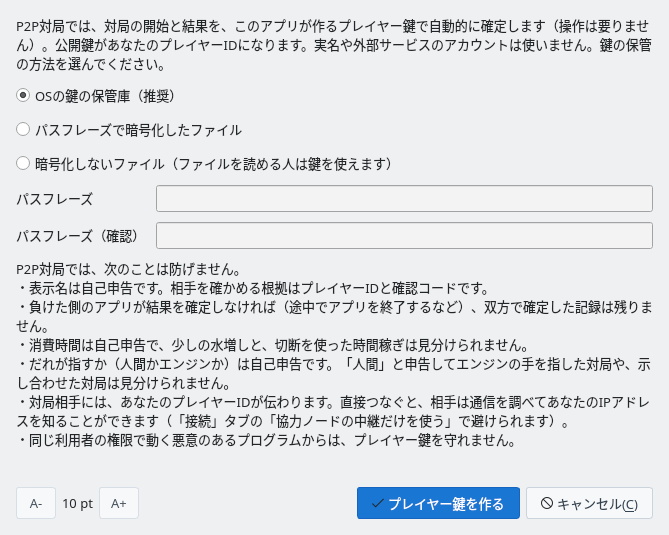 P2P対局では、対局の開始と結果を、このアプリが作るプレイヤー鍵で自動的に確定します（操作は要りませ
ん）。公開鍵があなたのプレイヤーIDになります。実名や外部サービスのアカウントは使いません。鍵の保管
の方法を選んでください。
OSの鍵の保管庫（推奨）
パスフレーズで暗号化したファイル
暗号化しないファイル（ファイルを読める人は鍵を使えます）
パスフレーズ
パスフレーズ（確認）
P2P対局では、次のことは防げません。
・表示名は自己申告です。相手を確かめる根拠はプレイヤーIDと確認コードです。
・負けた側のアプリが結果を確定しなければ（途中でアプリを終了するなど）、双方で確定した記録は残りま
せん。
・消費時間は自己申告で、少しの水増しと、切断を使った時間稼ぎは見分けられません。
・だれが指すか（人間かエンジンか）は自己申告です。「人間」と申告してエンジンの手を指した対局や、示
し合わせた対局は見分けられません。
・対局相手には、あなたのプレイヤーIDが伝わります。直接つなぐと、相手は通信を調べてあなたのIPアドレ
スを知ることができます（「接続」タブの「協力ノードの中継だけを使う」で避けられます）。
・同じ利用者の権限で動く悪意のあるプログラムからは、プレイヤー鍵を守れません。
A- 10 pt A+ プレイヤー鍵を作る キャンセル(C)